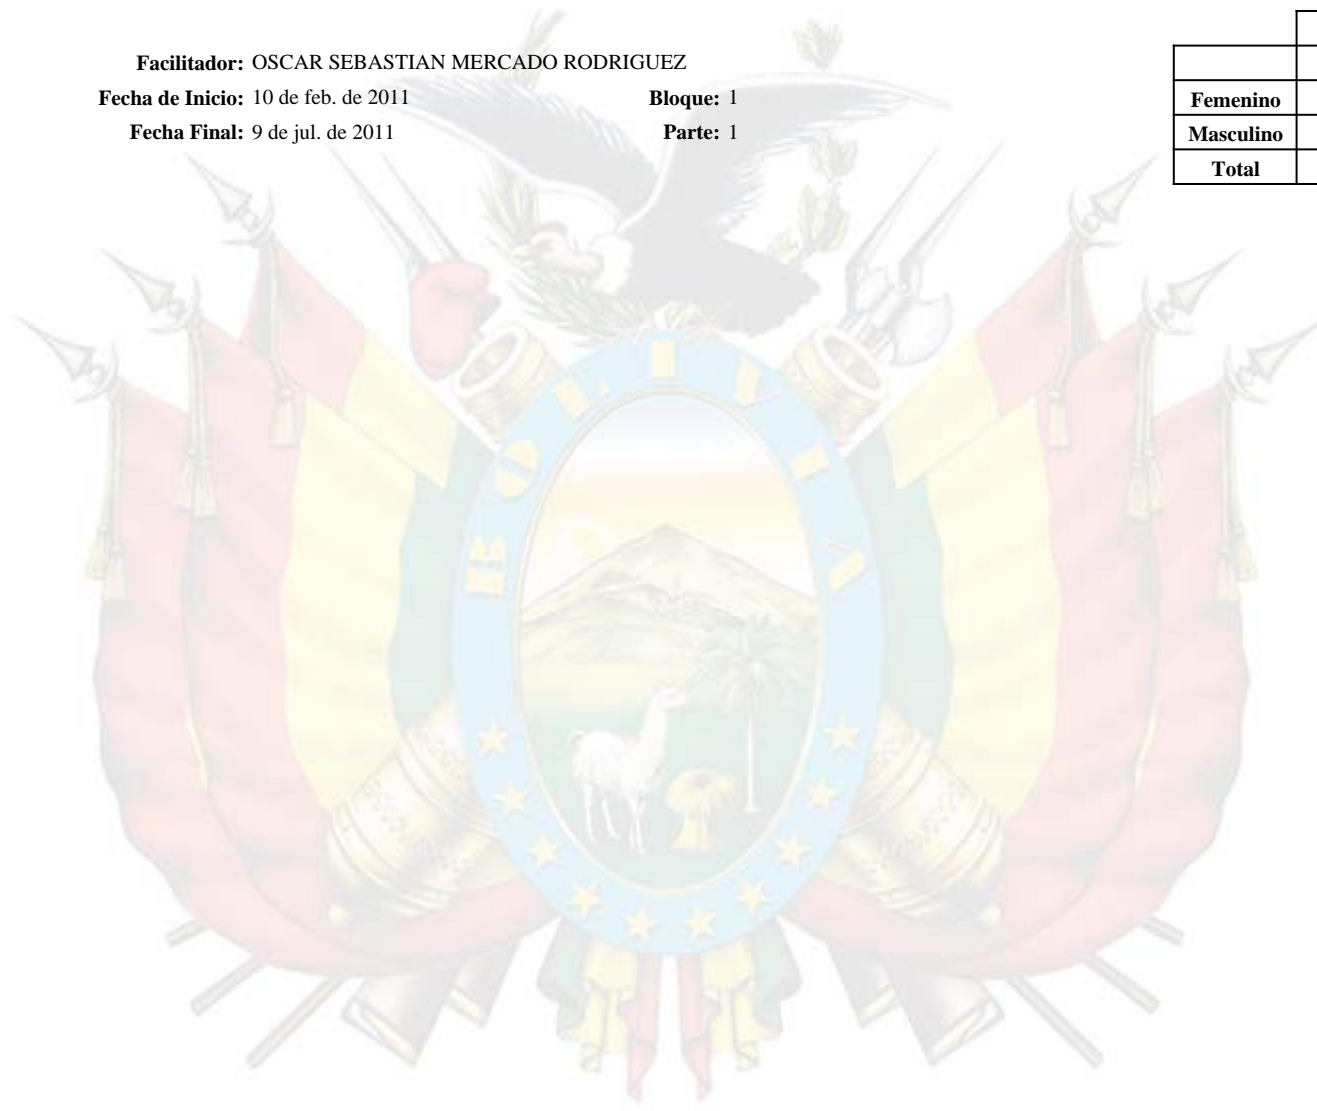 Facilitador: OSCAR SEBASTIAN MERCADO RODRIGUEZ
Fecha de Inicio: 10 de feb. de 2011 Bloque: 1
Fecha Final: 9 de jul. de 2011 Parte: 1
Femenino
Masculino
Total
BOLIVIA